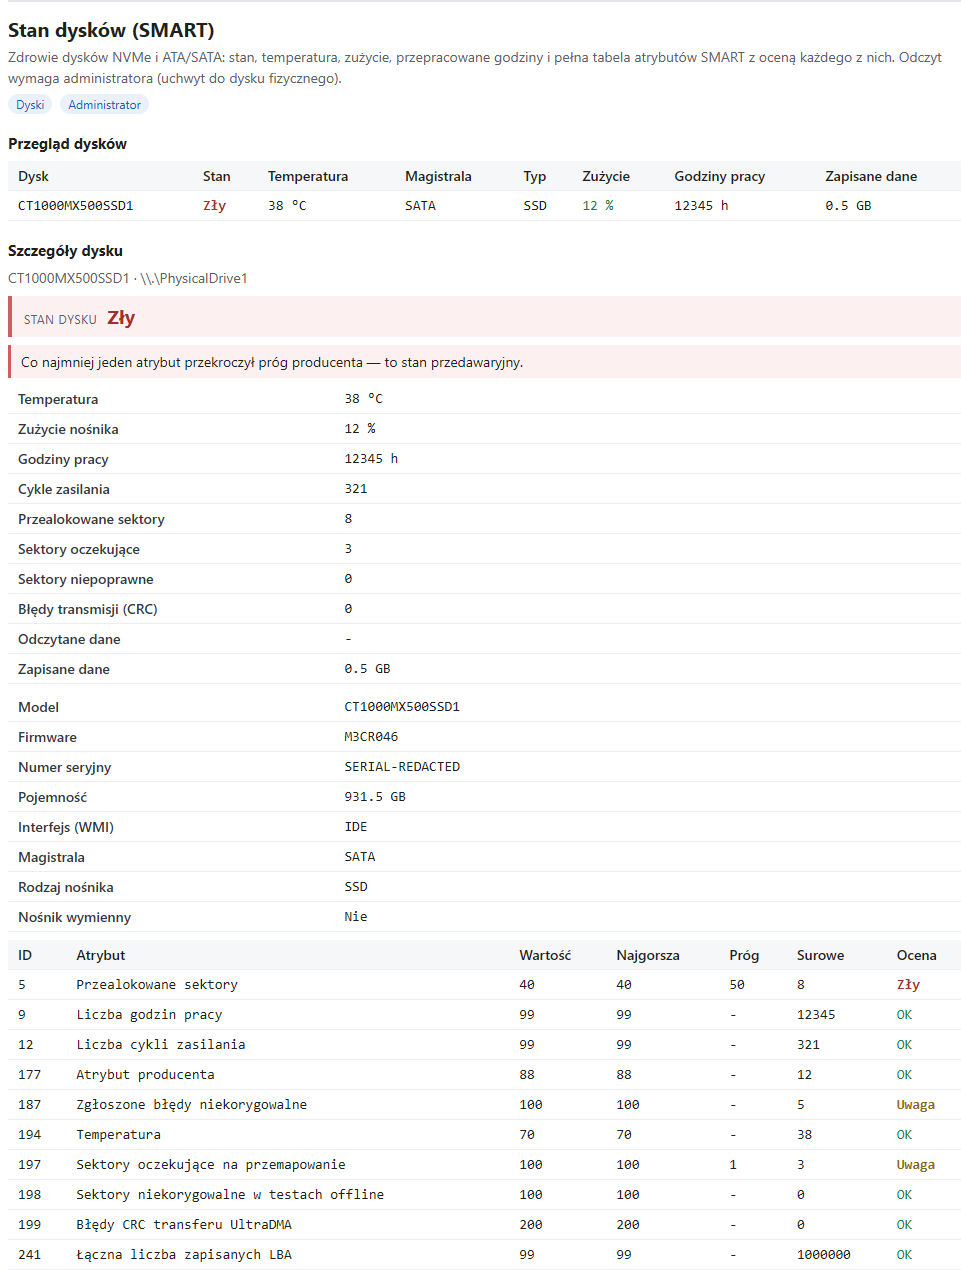 Stan dysków (SMART)
Zdrowie dysków NVMe i ATA/SATA: stan, temperatura, zużycie, przepracowane godziny i pełna tabela atrybutów SMART z oceną każdego z nich. Odczyt
wymaga administratora (uchwyt do dysku fizycznego).
Dyski Administrator
Przegląd dysków
Dysk Stan Temperatura Magistrala Typ Zużycie Godziny pracy Zapisane dane
CT1000MX500SSD1 Zły 38 °C SATA SSD 12 % 12345 h 0.5 GB
Szczegóły dysku
CT1000MX500SSD1 · \\.\PhysicalDrive1
STAN DYSKU Zły
Co najmniej jeden atrybut przekroczył próg producenta — to stan przedawaryjny.
Temperatura 38 °C
Zużycie nośnika 12 %
Godziny pracy 12345 h
Cykle zasilania 321
Przealokowane sektory 8
Sektory oczekujące 3
Sektory niepoprawne 0
Błędy transmisji (CRC) 0
Odczytane dane -
Zapisane dane 0.5 GB
Model CT1000MX500SSD1
Firmware M3CR046
Numer seryjny SERIAL-REDACTED
Pojemność 931.5 GB
Interfejs (WMI) IDE
Magistrala SATA
Rodzaj nośnika SSD
Nośnik wymienny Nie
ID Atrybut Wartość Najgorsza Próg Surowe Ocena
5 Przealokowane sektory 40 40 50 8 Zły
9 Liczba godzin pracy 99 99 - 12345 OK
12 Liczba cykli zasilania 99 99 - 321 OK
177 Atrybut producenta 88 88 - 12 OK
187 Zgłoszone błędy niekorygowalne 100 100 - 5 Uwaga
194 Temperatura 70 70 - 38 OK
197 Sektory oczekujące na przemapowanie 100 100 1 3 Uwaga
198 Sektory niekorygowalne w testach offline 100 100 - 0 OK
199 Błędy CRC transferu UltraDMA 200 200 - 0 OK
241 Łączna liczba zapisanych LBA 99 99 - 1000000 OK